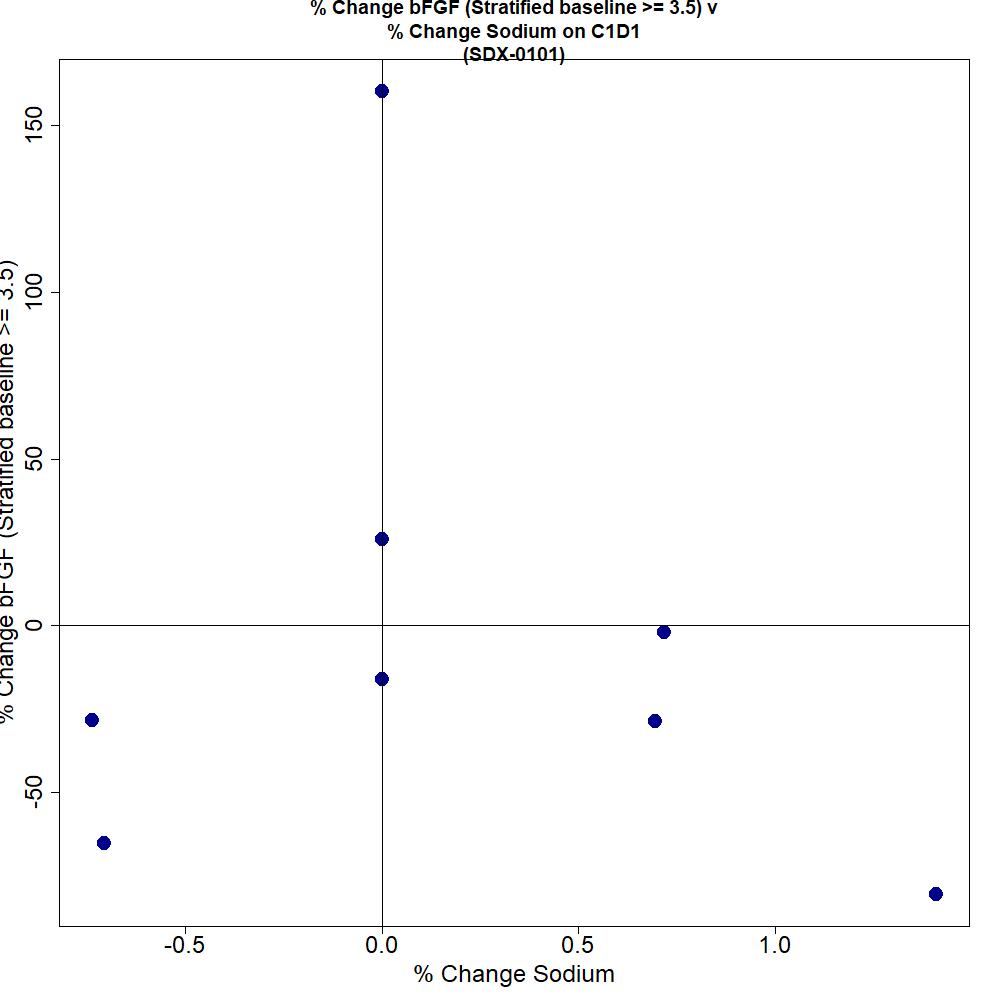 % Change bFGF (Stratified baseline >= 3.5) v
% Change Sodium on C1D1
(SDX-0101)
% Change bFGF (Stratified baseline >= 3.5)
150
100
50
0
-50
-0.5
0.0
0.5
1.0
% Change Sodium